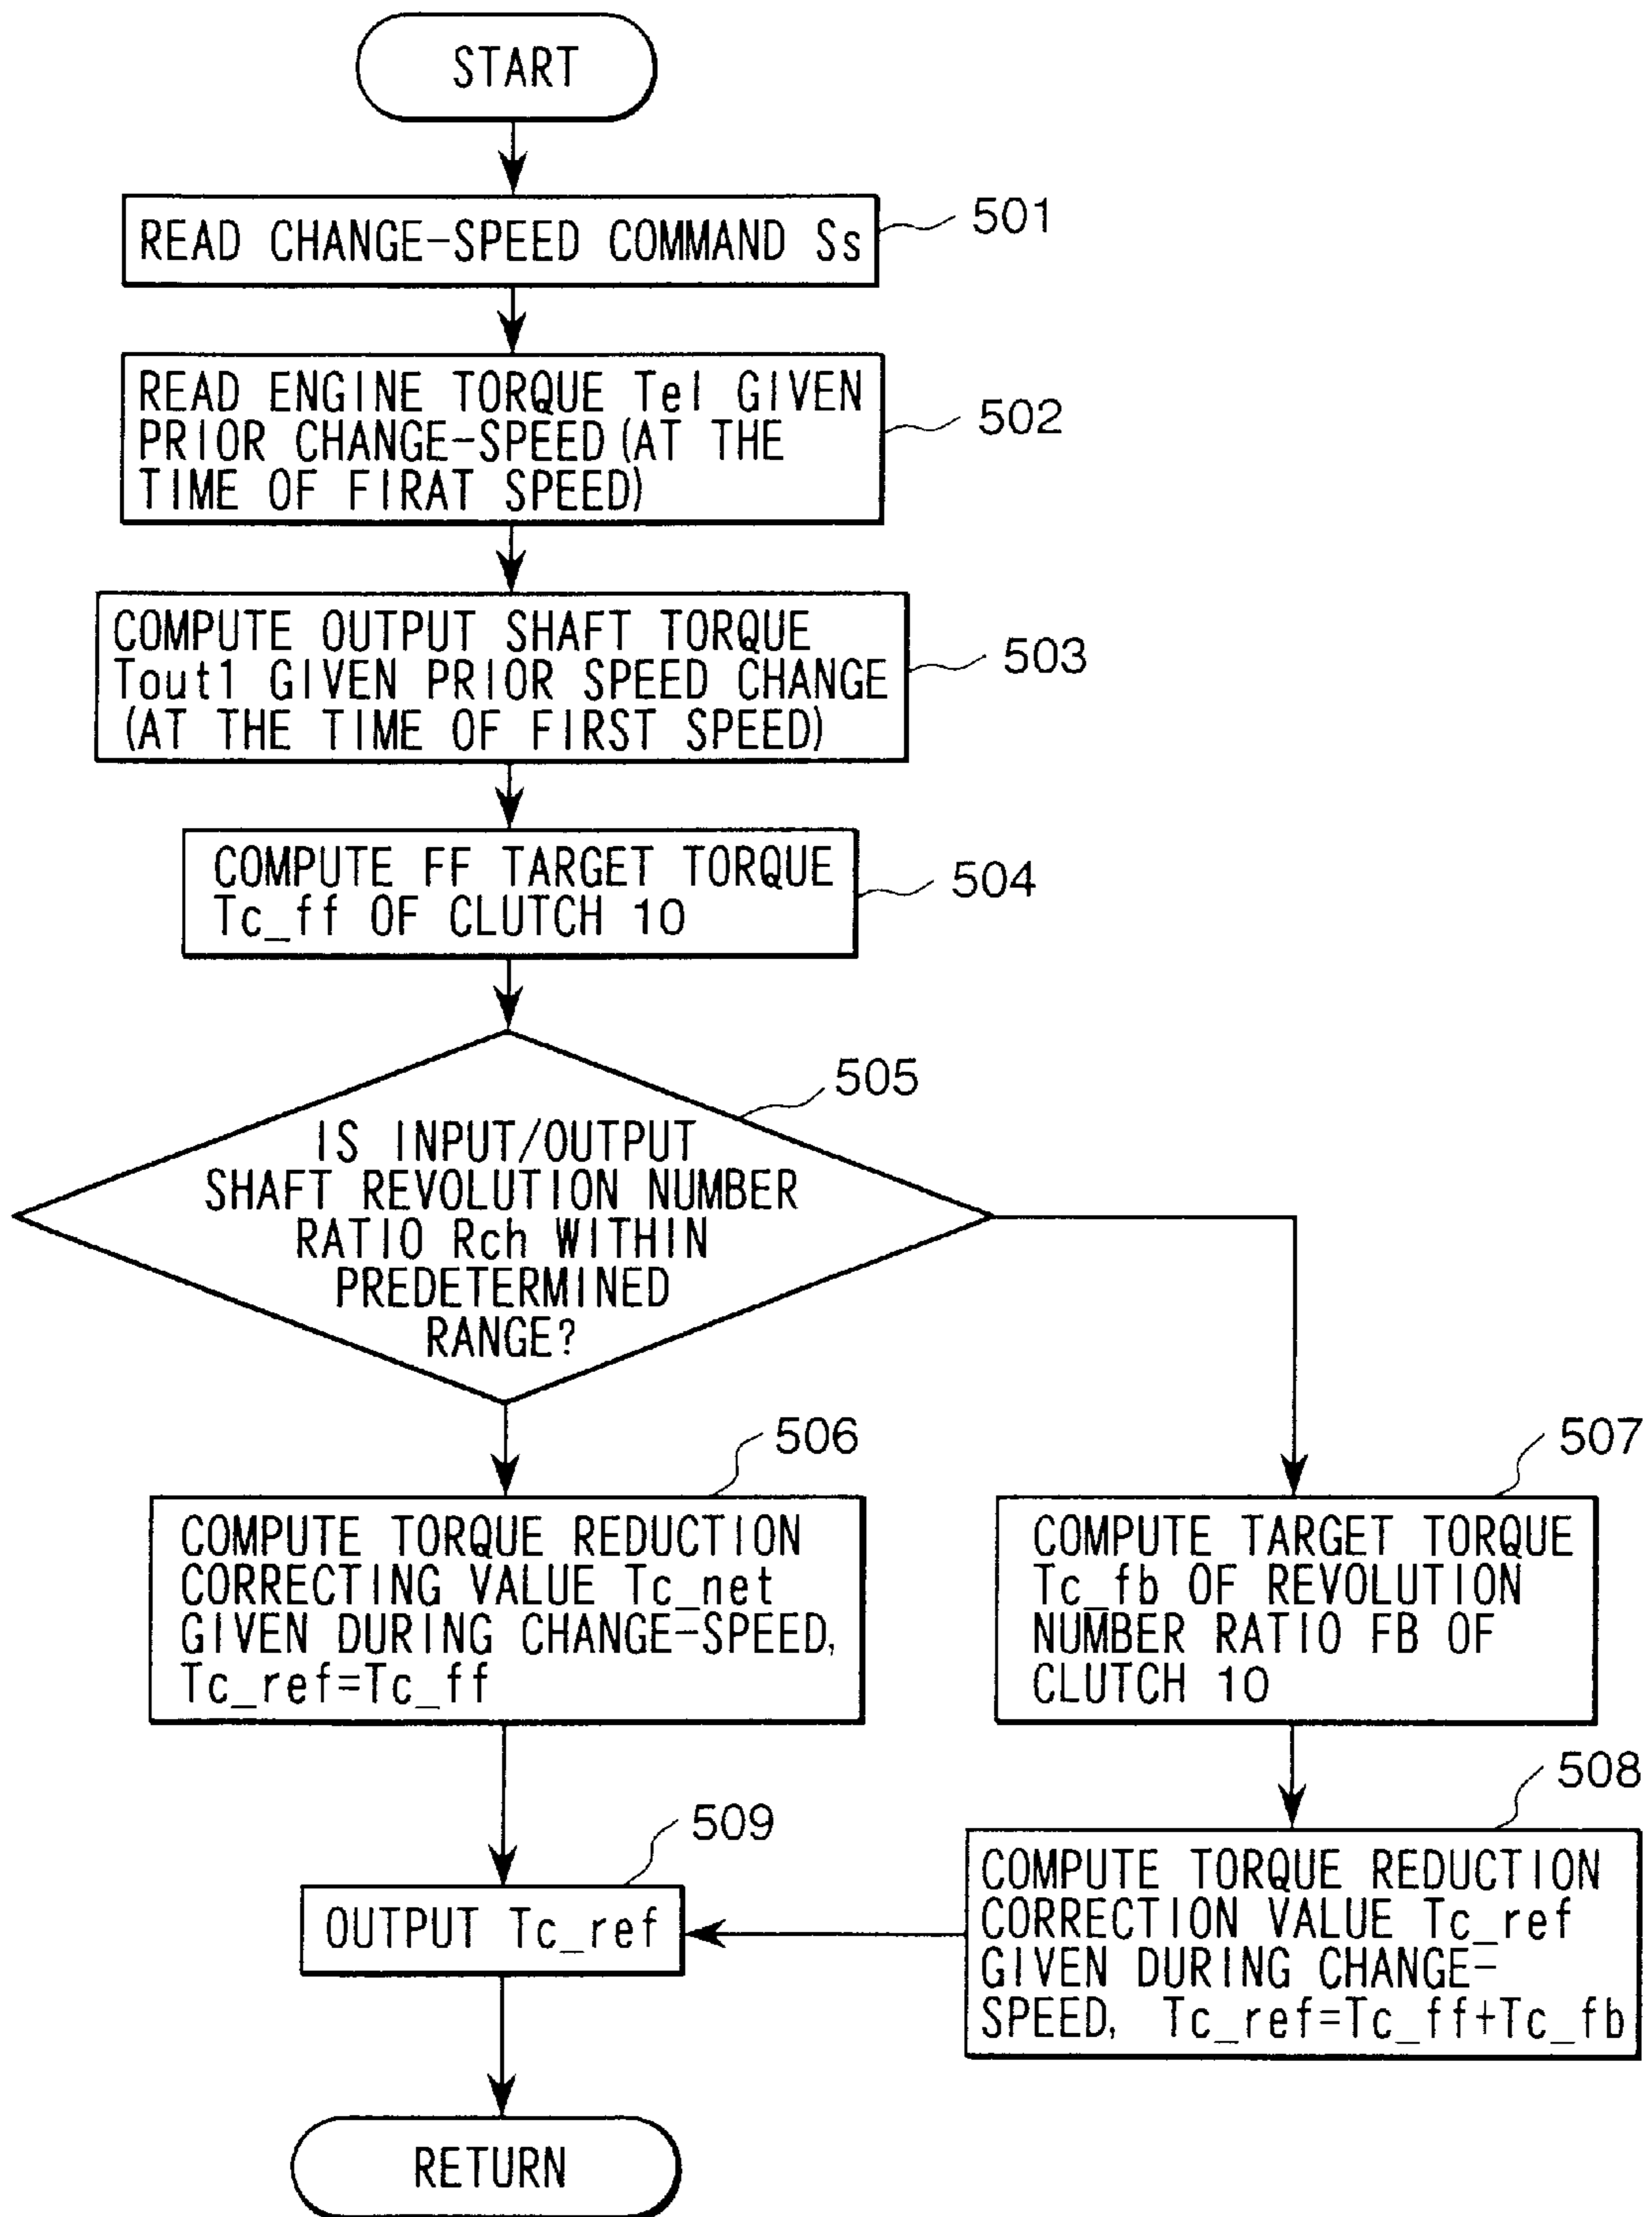 START
READ CHANGE-SPEED COMMAND Ss
501
READ ENGINE TORQUE Te1 GIVEN
PRIOR CHANGE-SPEED (AT THE
TIME OF FIRAT SPEED)
502
COMPUTE OUTPUT SHAFT TORQUE
Tout1 GIVEN PRIOR SPEED CHANGE
(AT THE TIME OF FIRST SPEED)
503
COMPUTE FF TARGET TORQUE
Tc_ff OF CLUTCH 10
504
505
IS INPUT/OUTPUT
SHAFT REVOLUTION NUMBER
RATIO Rch WITHIN
PREDETERMINED
RANGE?
506
COMPUTE TORQUE REDUCTION
CORRECTING VALUE Tc_net
GIVEN DURING CHANGE-SPEED,
Tc_ref=Tc_ff
507
COMPUTE TARGET TORQUE
Tc_fb OF REVOLUTION
NUMBER RATIO FB OF
CLUTCH 10
508
COMPUTE TORQUE REDUCTION
CORRECTION VALUE Tc_ref
GIVEN DURING CHANGE-
SPEED, Tc_ref=Tc_ff+Tc_fb
509
OUTPUT Tc_ref
RETURN